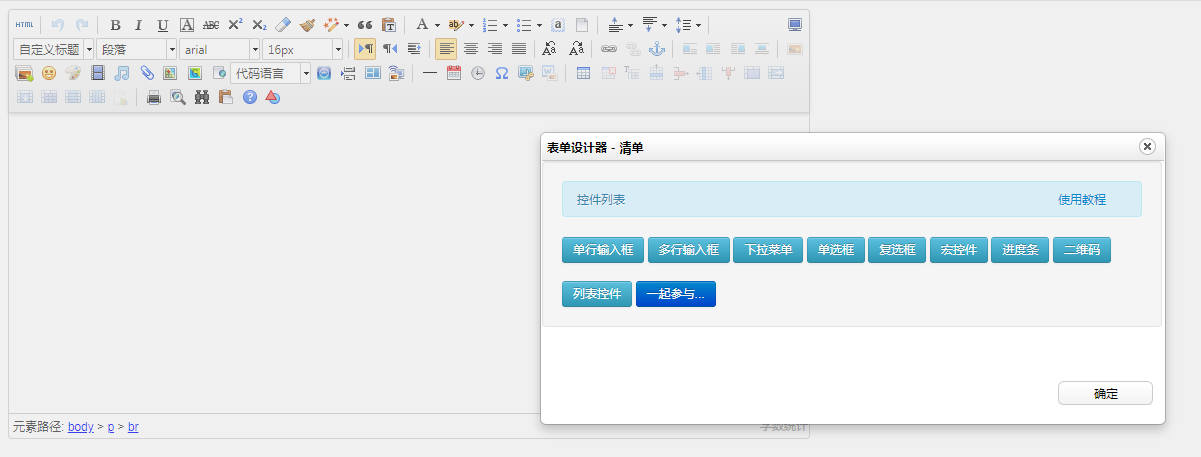 HTML B I U A ABC X² X₂ A ab a
自定义标题 段落 arial 16px
代码语言
表单设计器 - 清单
控件列表 使用教程
单行输入框 多行输入框 下拉菜单 单选框 复选框 宏控件 进度条 二维码
列表控件 一起参与...
确定
元素路径: body > p > br 字数统计